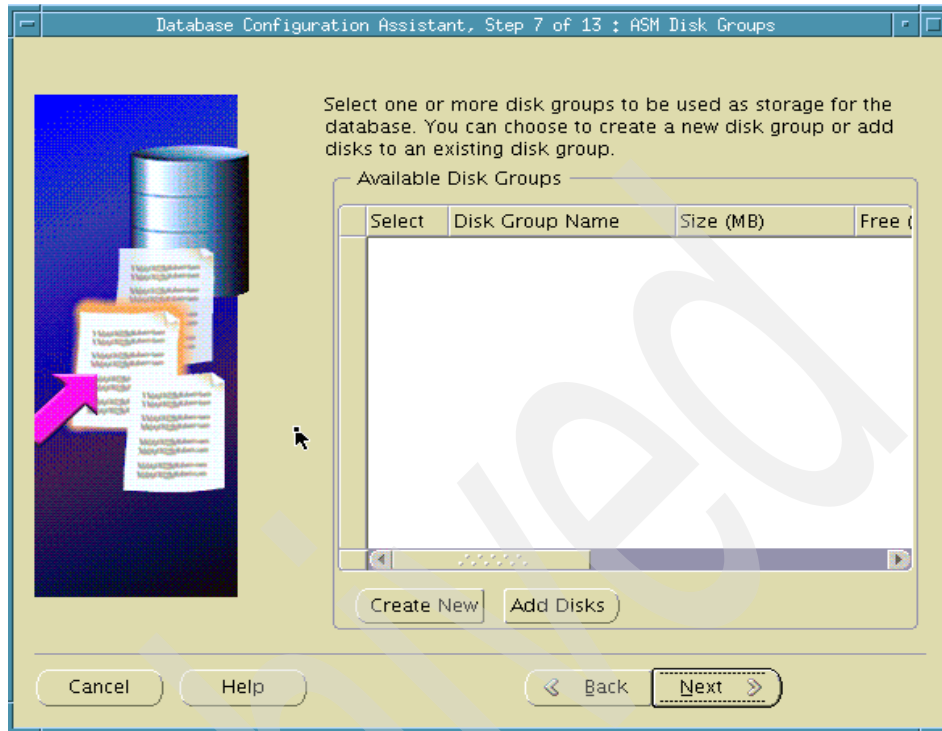 Database Configuration Assistant, Step 7 of 13 : ASM Disk Groups
Select one or more disk groups to be used as storage for the
database. You can choose to create a new disk group or add
disks to an existing disk group.
Available Disk Groups
Select Disk Group Name Size (MB) Free (
Create New Add Disks
Cancel Help Back Next